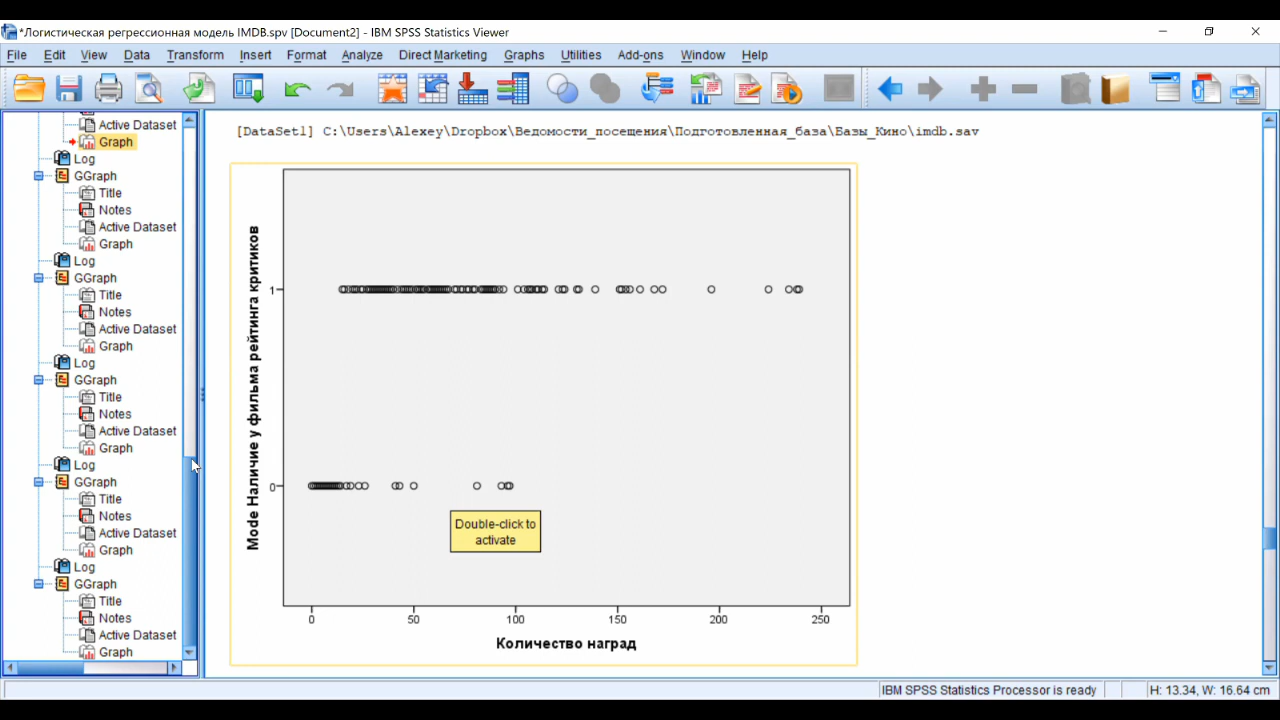 *Логистическая регрессионная модель IMDB.spv [Document2] - IBM SPSS Statistics Viewer
File Edit View Data Transform Insert Format Analyze Direct Marketing Graphs Utilities Add-ons Window Help
Active Dataset
Graph
Log
GGraph
Title
Notes
Active Dataset
Graph
Log
GGraph
Title
Notes
Active Dataset
Graph
Log
GGraph
Title
Notes
Active Dataset
Graph
Log
GGraph
Title
Notes
Active Dataset
Graph
Log
GGraph
Title
Notes
Active Dataset
Graph
[DataSet1] C:\Users\Alexey\Dropbox\Ведомости_посещения\Подготовленная_база\Базы_Кино\imdb.sav
Mode Наличие у фильма рейтинга критиков
1
0
Double-click to
activate
0 50 100 150 200 250
Количество наград
IBM SPSS Statistics Processor is ready
H: 13.34, W: 16.64 cm